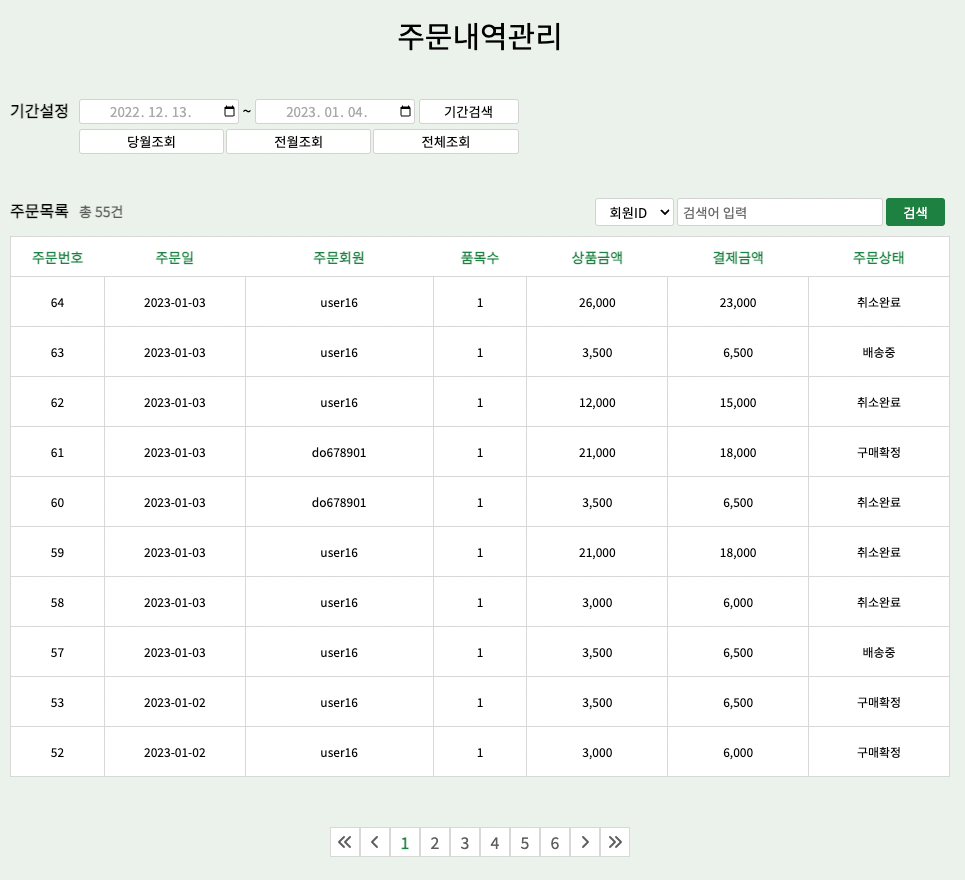 주문내역관리
기간설정 2022. 12. 13. ~ 2023. 01. 04. 기간검색
당월조회 전월조회 전체조회
주문목록 총 55건 회원ID 검색어 입력 검색
주문번호 주문일 주문회원 품목수 상품금액 결제금액 주문상태
64 2023-01-03 user16 1 26,000 23,000 취소완료
63 2023-01-03 user16 1 3,500 6,500 배송중
62 2023-01-03 user16 1 12,000 15,000 취소완료
61 2023-01-03 do678901 1 21,000 18,000 구매확정
60 2023-01-03 do678901 1 3,500 6,500 취소완료
59 2023-01-03 user16 1 21,000 18,000 취소완료
58 2023-01-03 user16 1 3,000 6,000 취소완료
57 2023-01-03 user16 1 3,500 6,500 배송중
53 2023-01-02 user16 1 3,500 6,500 구매확정
52 2023-01-02 user16 1 3,000 6,000 구매확정
1 2 3 4 5 6